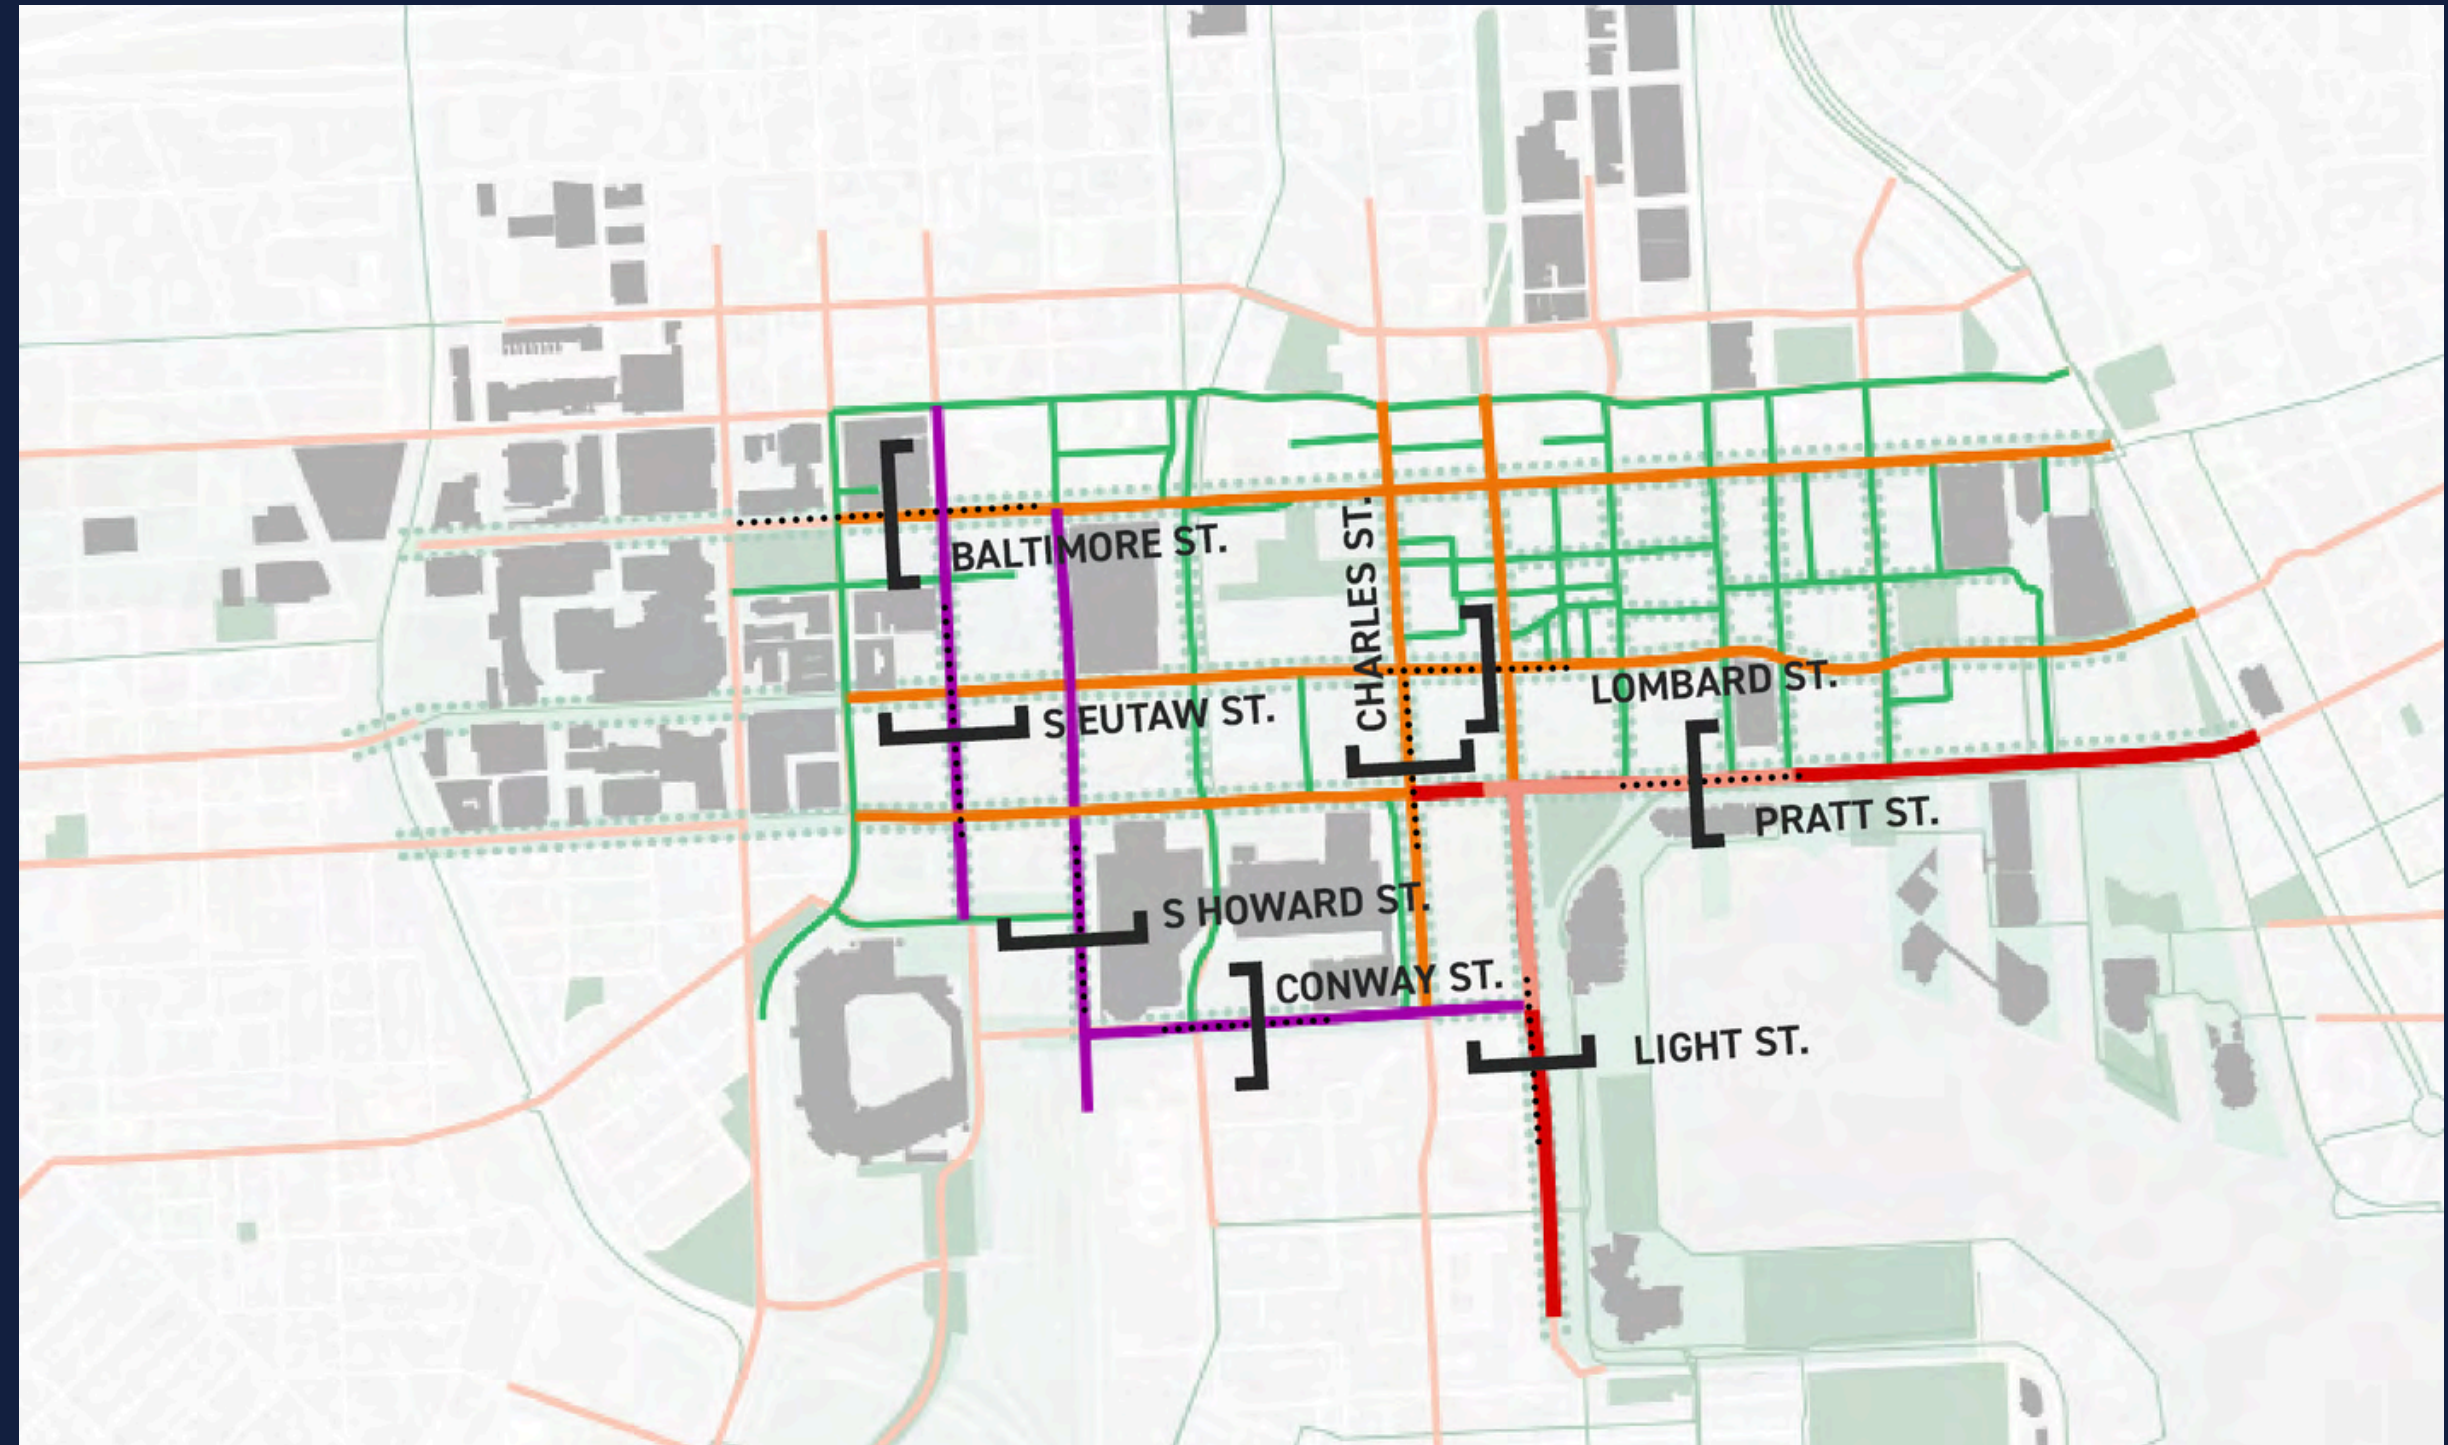 BALTIMORE ST.
CHARLES ST.
LOMBARD ST.
S EUTAW ST.
PRATT ST.
S HOWARD ST.
CONWAY ST.
LIGHT ST.